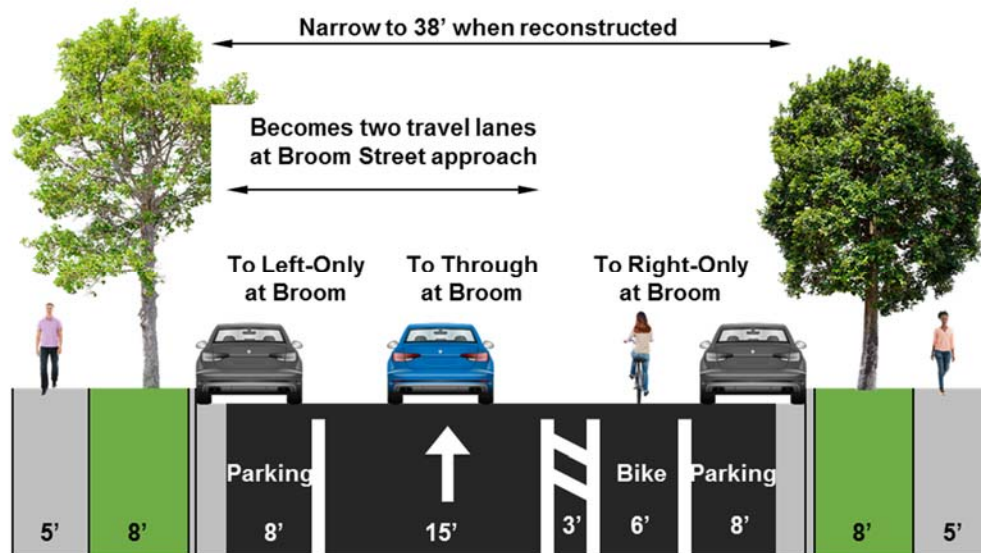 Narrow to 38’ when reconstructed
Becomes two travel lanes
at Broom Street approach
To Left-Only
at Broom
To Through
at Broom
To Right-Only
at Broom
Parking
Bike
Parking
5’
8’
8’
15’
3’
6’
8’
8’
5’